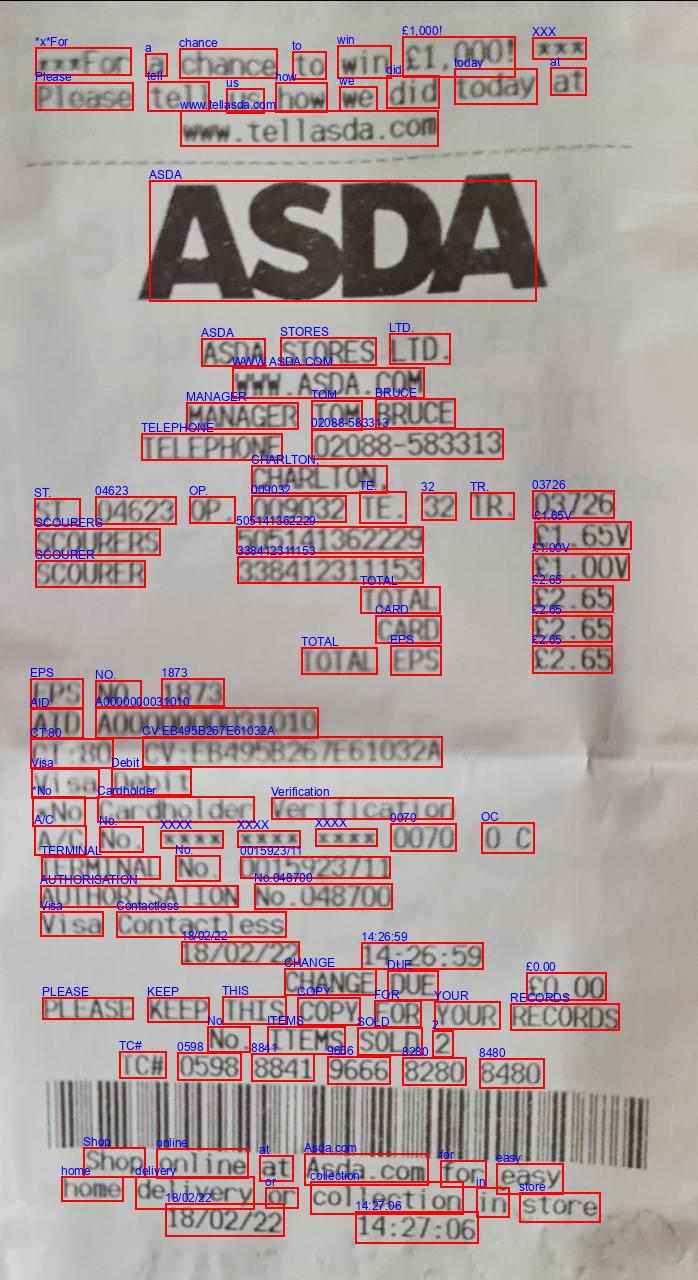 ***For a chance to win £1,000! ***
Please tell us how we did today at
www.tellasda.com
ASDA
ASDA STORES LTD.
WWW.ASDA.COM
MANAGER TOM BRUCE
TELEPHONE 02088-583313
CHARLTON,
ST. 04623 OP. 009032 TE. 32 TR. 03726
SCOURERS 505141362229 £1.65V
SCOURER 338412311153 £1.00V
TOTAL £2.65
CARD £2.65
TOTAL EPS £2.65
EPS NO. 1873
AID A0000000031010
CT:80 CV:EB495B267E61032A
Visa Debit
*No Cardholder Verification
A/C No. **** **** **** 0070 0 C
TERMINAL No. 0015923/11
AUTHORISATION No.048700
Visa Contactless
18/02/22 14:26:59
CHANGE DUE £0.00
PLEASE KEEP THIS COPY FOR YOUR RECORDS
No. ITEMS SOLD 2
TC# 0598 8841 9666 8280 8480
Shop online at Asda.com for easy
home delivery or collection in store
18/02/22 14:27:06